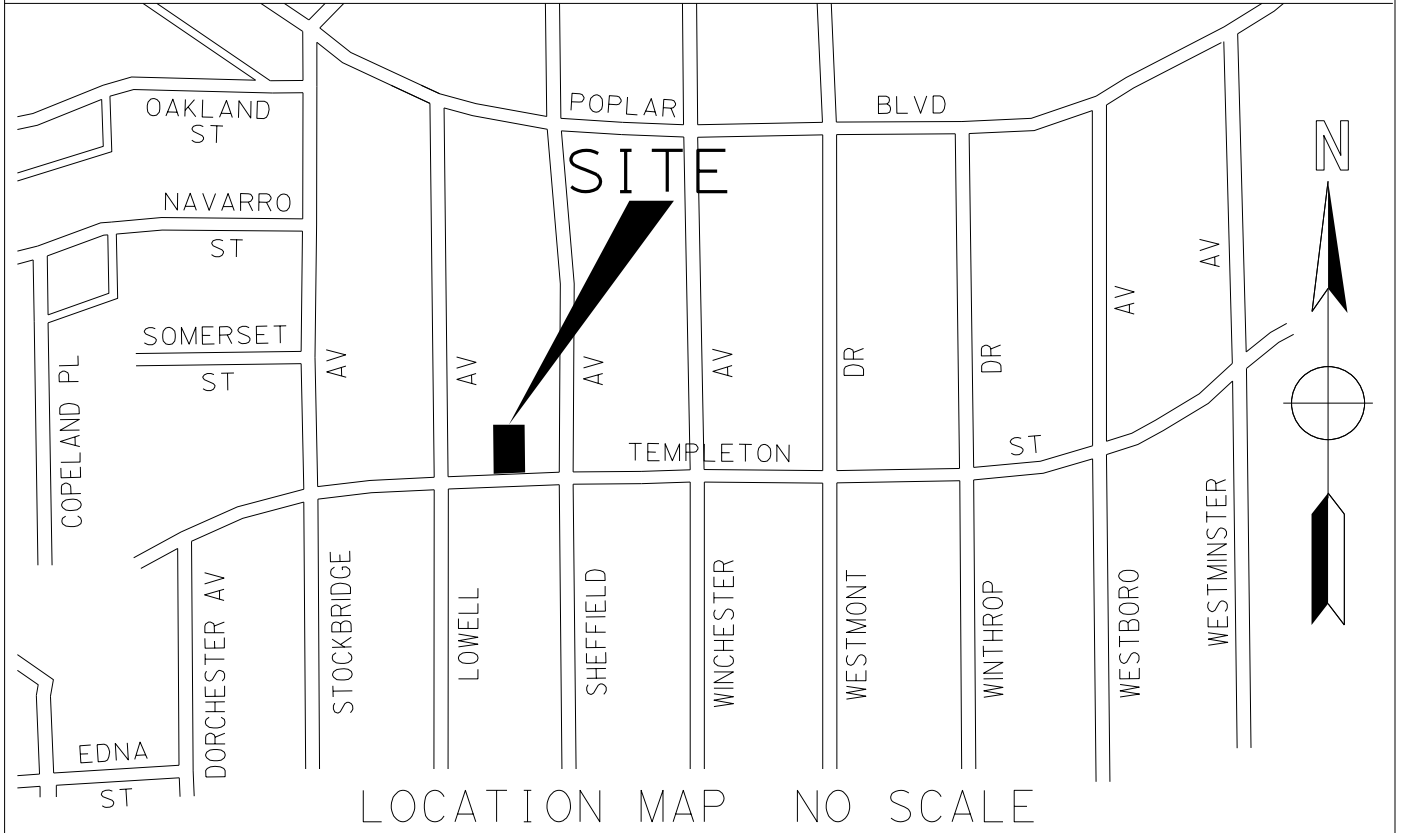 OAKLAND
ST
POPLAR BLVD
N
SITE
NAVARRO
ST
SOMERSET
ST
COPELAND PL
STOCKBRIDGE AV
LOWELL AV
SHEFFIELD AV
WINCHESTER AV
WESTMONT DR
WINTHROP DR
WESTBORO AV
WESTMINSTER AV
TEMPLETON ST
DORCHESTER AV
EDNA
ST
LOCATION MAP NO SCALE